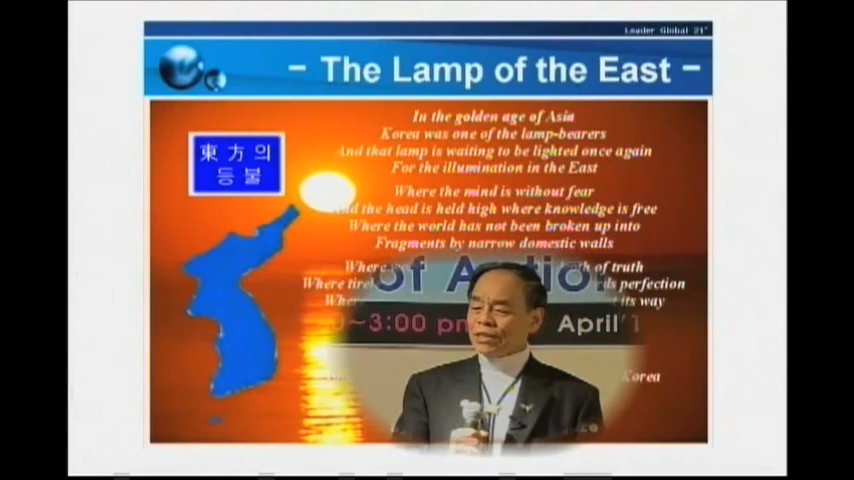 Leader Global 21"
- The Lamp of the East -
東方의
등불
In the golden age of Asia
Korea was one of the lamp-bearers
And that lamp is waiting to be lighted once again
For the illumination in the East
Where the mind is without fear
And the head is held high where knowledge is free
Where the world has not been broken up into
Fragments by narrow domestic walls
Where of truth
Where perfection
its way
of Action
~3:00 pm April
Korea